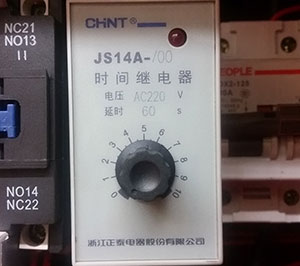 NC21
NO13
CHNT®
JS14A-/00
时间继电器
电压 AC220 V
延时 60 s
0 1 2 3 4 5 6 7 8 9 10
NO14
NC22
浙江正泰电器股份有限公司
PEOPLE